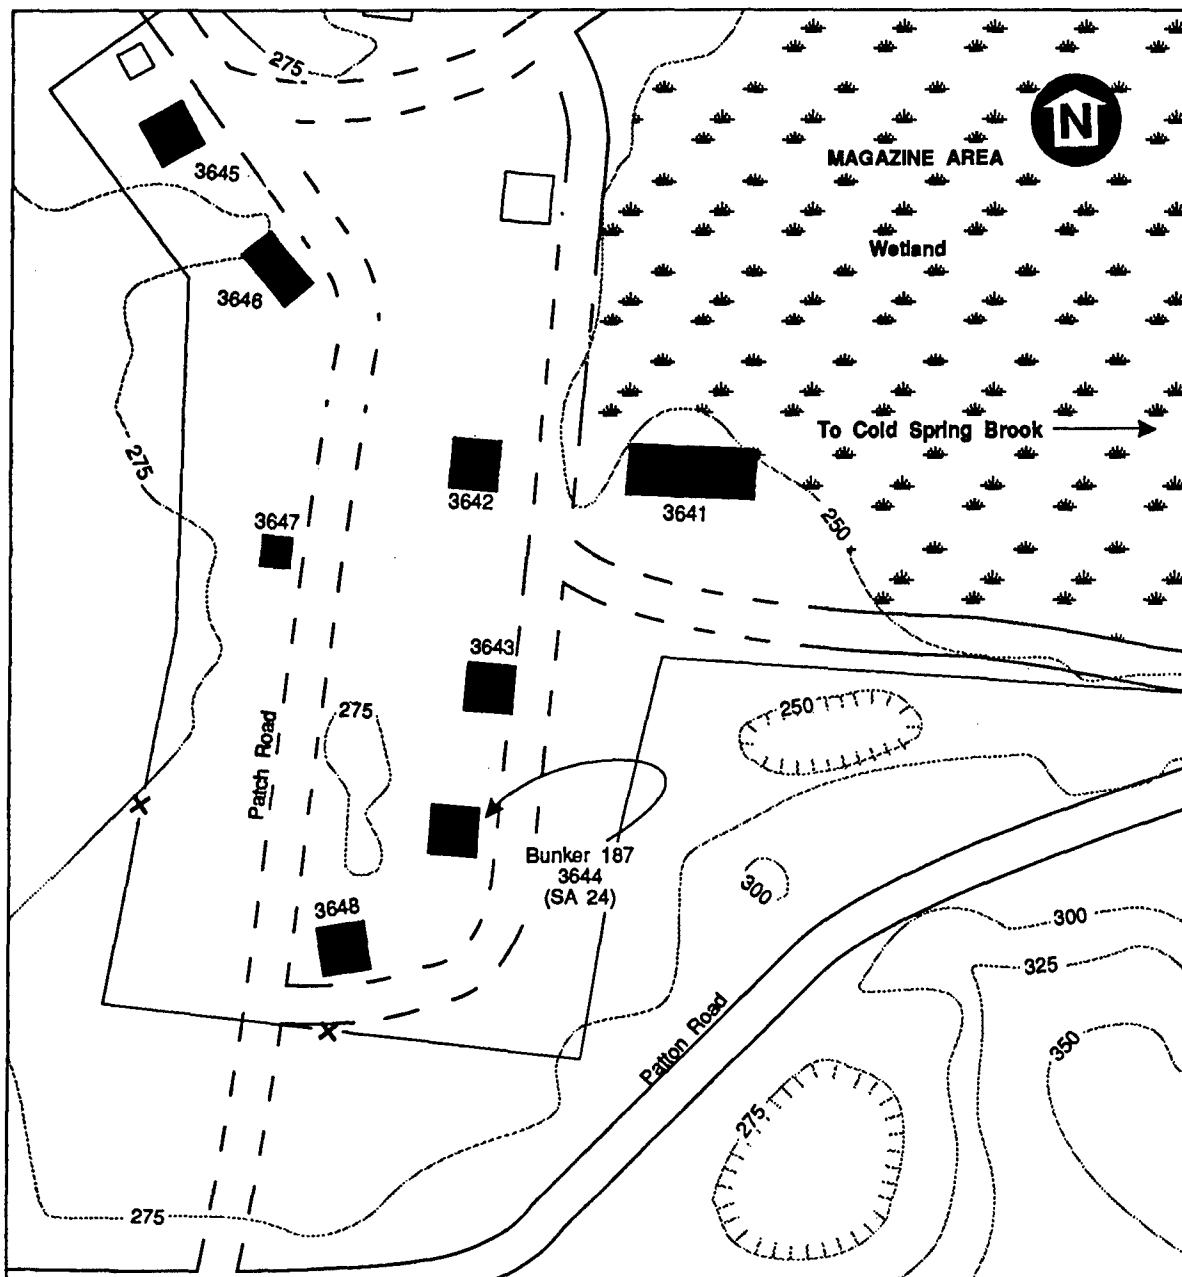 275
N
MAGAZINE AREA
3645
Wetland
3646
To Cold Spring Brook
275
3642
3641
3647
250
3643
275
250
Patch Road
Bunker 187
3644
(SA 24)
300
3648
300
325
Patton Road
350
275
275